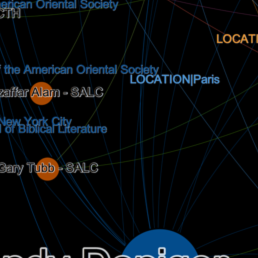 erican Oriental Society
CTH
LOCATI
f the American Oriental Society
LOCATION|Paris
zaffar Alam - SALC
New York City
l of Biblical Literature
Gary Tubb - SALC
ndy Doniger